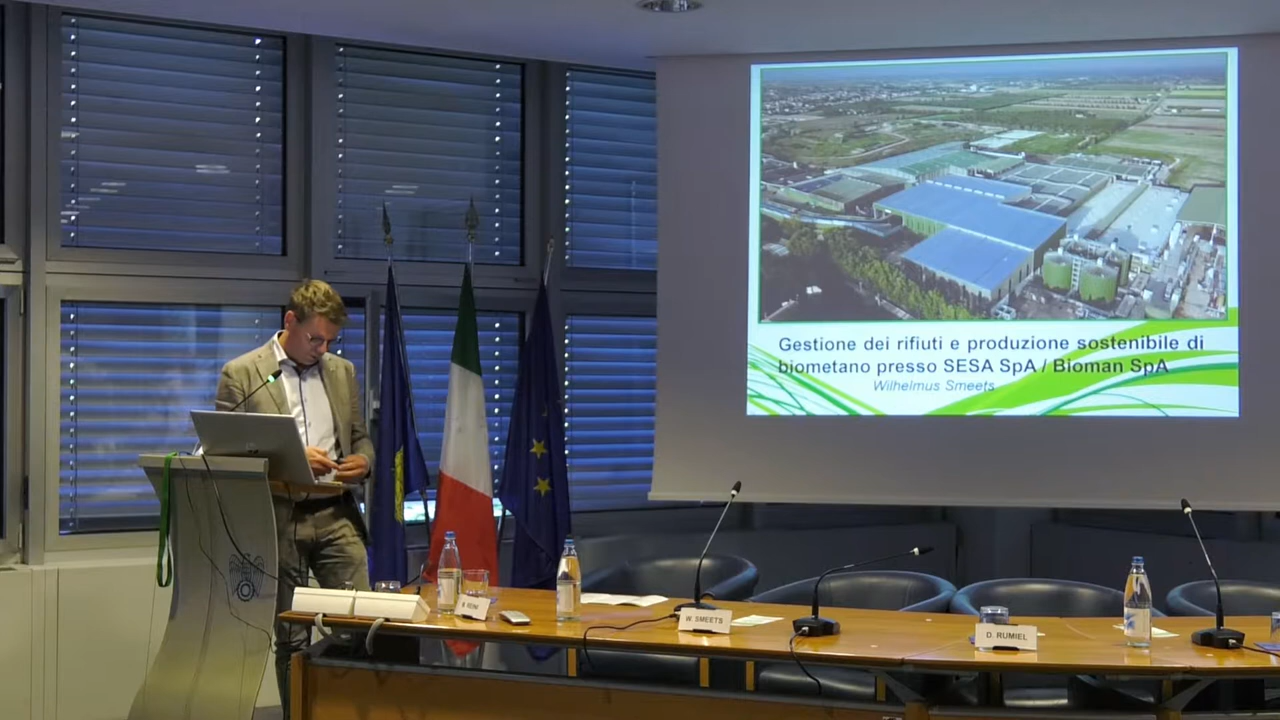 Gestione dei rifiuti e produzione sostenibile di
biometano presso SESA SpA / Bioman SpA
Wilhelmus Smeets
W. SMEETS
D. RUMIEL